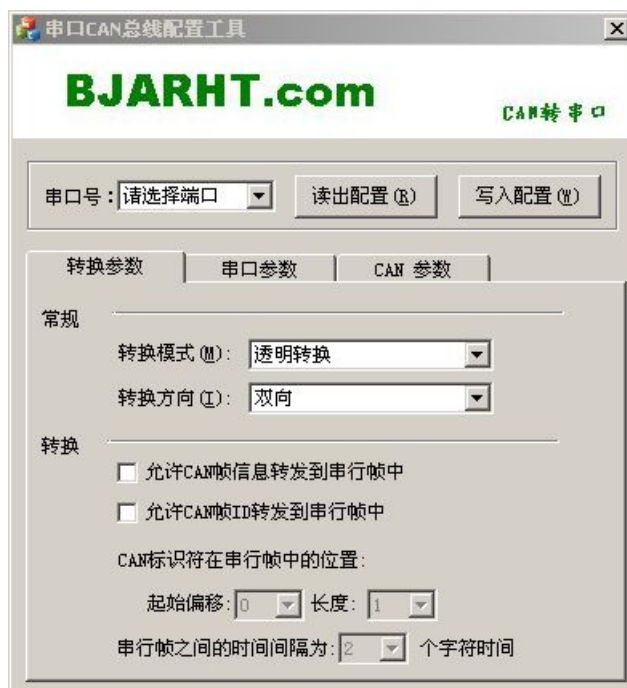 串口CAN总线配置工具
BJARHT.com
CAN转串口
串口号: 请选择端口 读出配置(R) 写入配置(W)
转换参数 串口参数 CAN 参数
常规
转换模式(M): 透明转换
转换方向(I): 双向
转换
允许CAN帧信息转发到串行帧中
允许CAN帧ID转发到串行帧中
CAN标识符在串行帧中的位置:
起始偏移: 0 长度: 1
串行帧之间的时间间隔为: 2 个字符时间